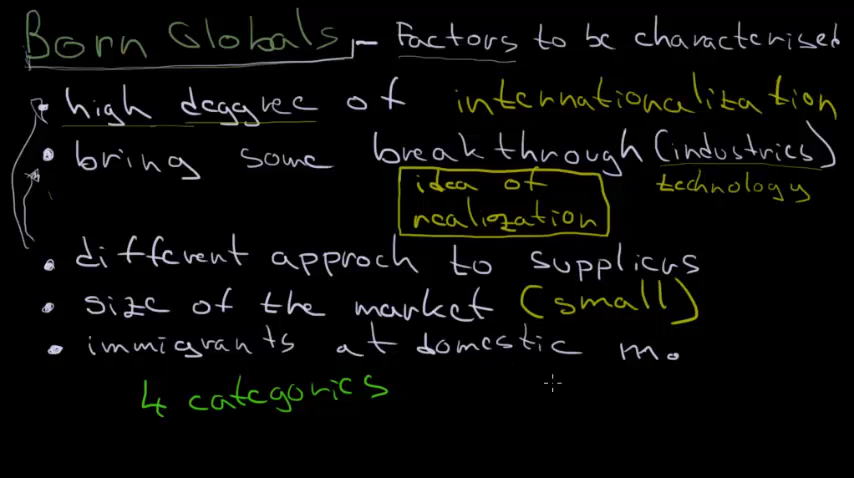 Born Globals - Factors to be characterised
• high deggree of internationalization
• bring some breakthrough (industries)
technology
idea of
realization
• different approch to suppliers
• size of the market (small)
• immigrants at domestic m.
4 categories